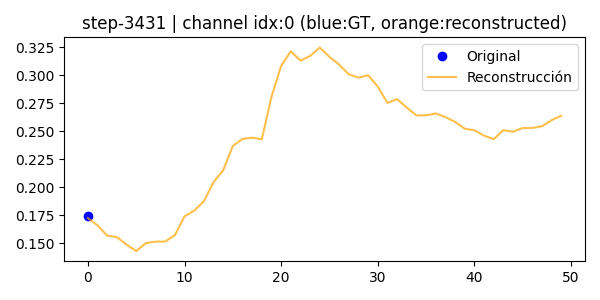 step-3431 | channel idx:0 (blue:GT, orange:reconstructed)
0.325
0.300
0.275
0.250
0.225
0.200
0.175
0.150
Original
Reconstrucción
0 10 20 30 40 50